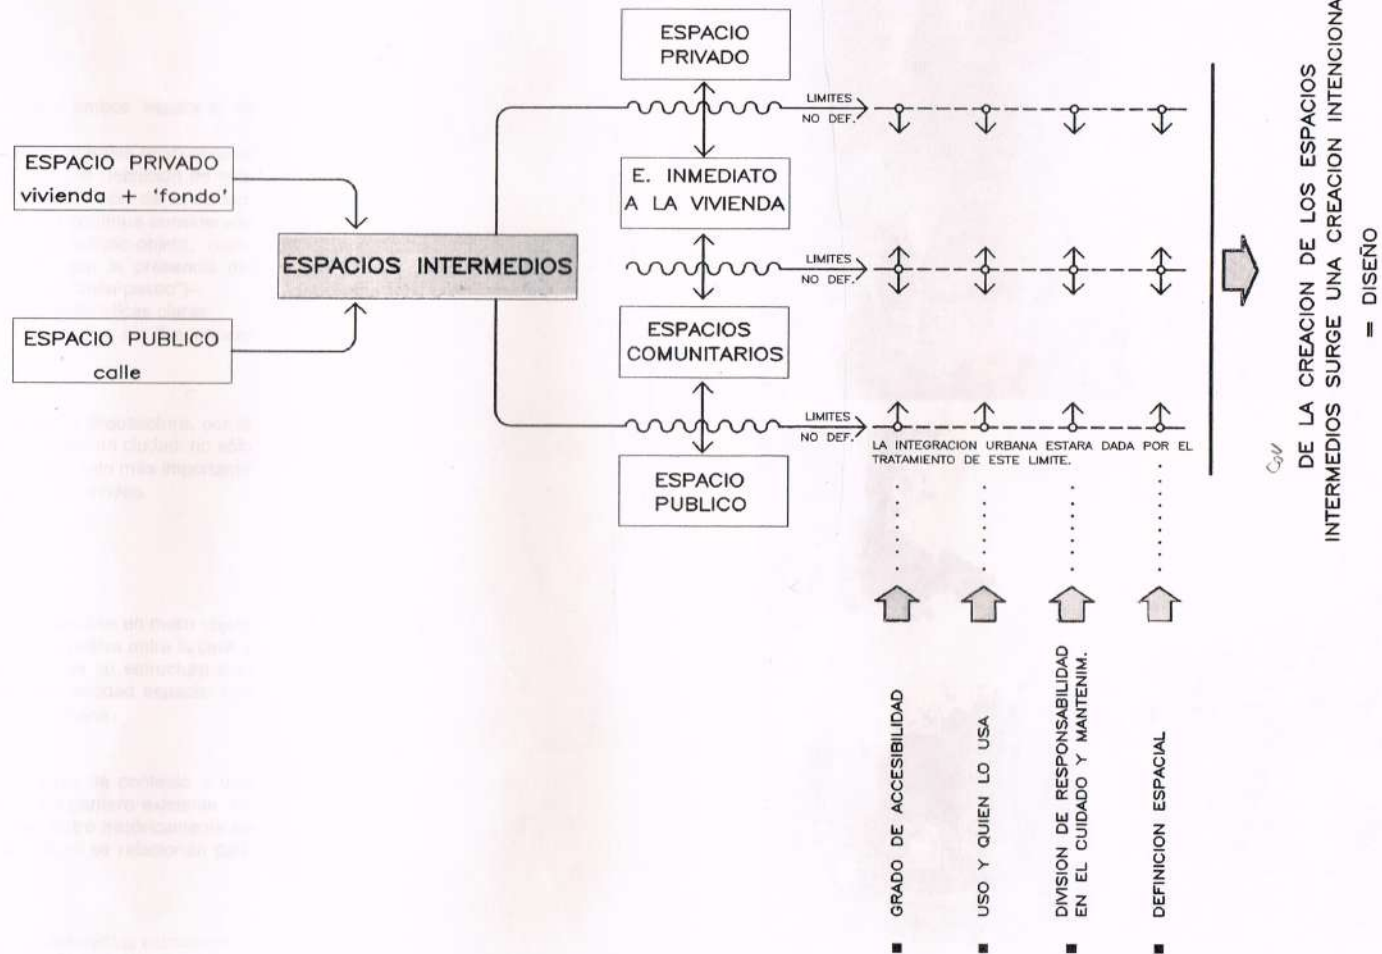 ESPACIO PRIVADO
vivienda + 'fondo'
ESPACIO PUBLICO
calle
ESPACIOS INTERMEDIOS
ESPACIO
PRIVADO
E. INMEDIATO
A LA VIVIENDA
ESPACIOS
COMUNITARIOS
ESPACIO
PUBLICO
LIMITES
NO DEF.
LIMITES
NO DEF.
LIMITES
NO DEF.
LA INTEGRACION URBANA ESTARA DADA POR EL
TRATAMIENTO DE ESTE LIMITE.
GRADO DE ACCESIBILIDAD
USO Y QUIEN LO USA
DIVISION DE RESPONSABILIDAD
EN EL CUIDADO Y MANTENIM.
DEFINICION ESPACIAL
CON
DE LA CREACION DE LOS ESPACIOS
INTERMEDIOS SURGE UNA CREACION INTENCIONA
= DISEÑO